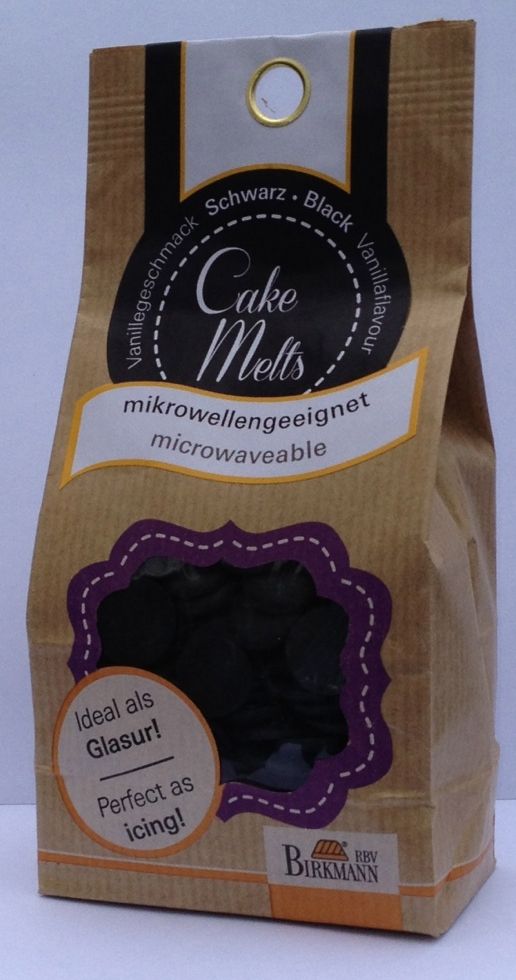 Vanillegeschmack Schwarz • Black Vanillaflavour
Cake
Melts
mikrowellengeeignet
microwaveable
Ideal als
Glasur!
Perfect as
icing!
RBV
BIRKMANN